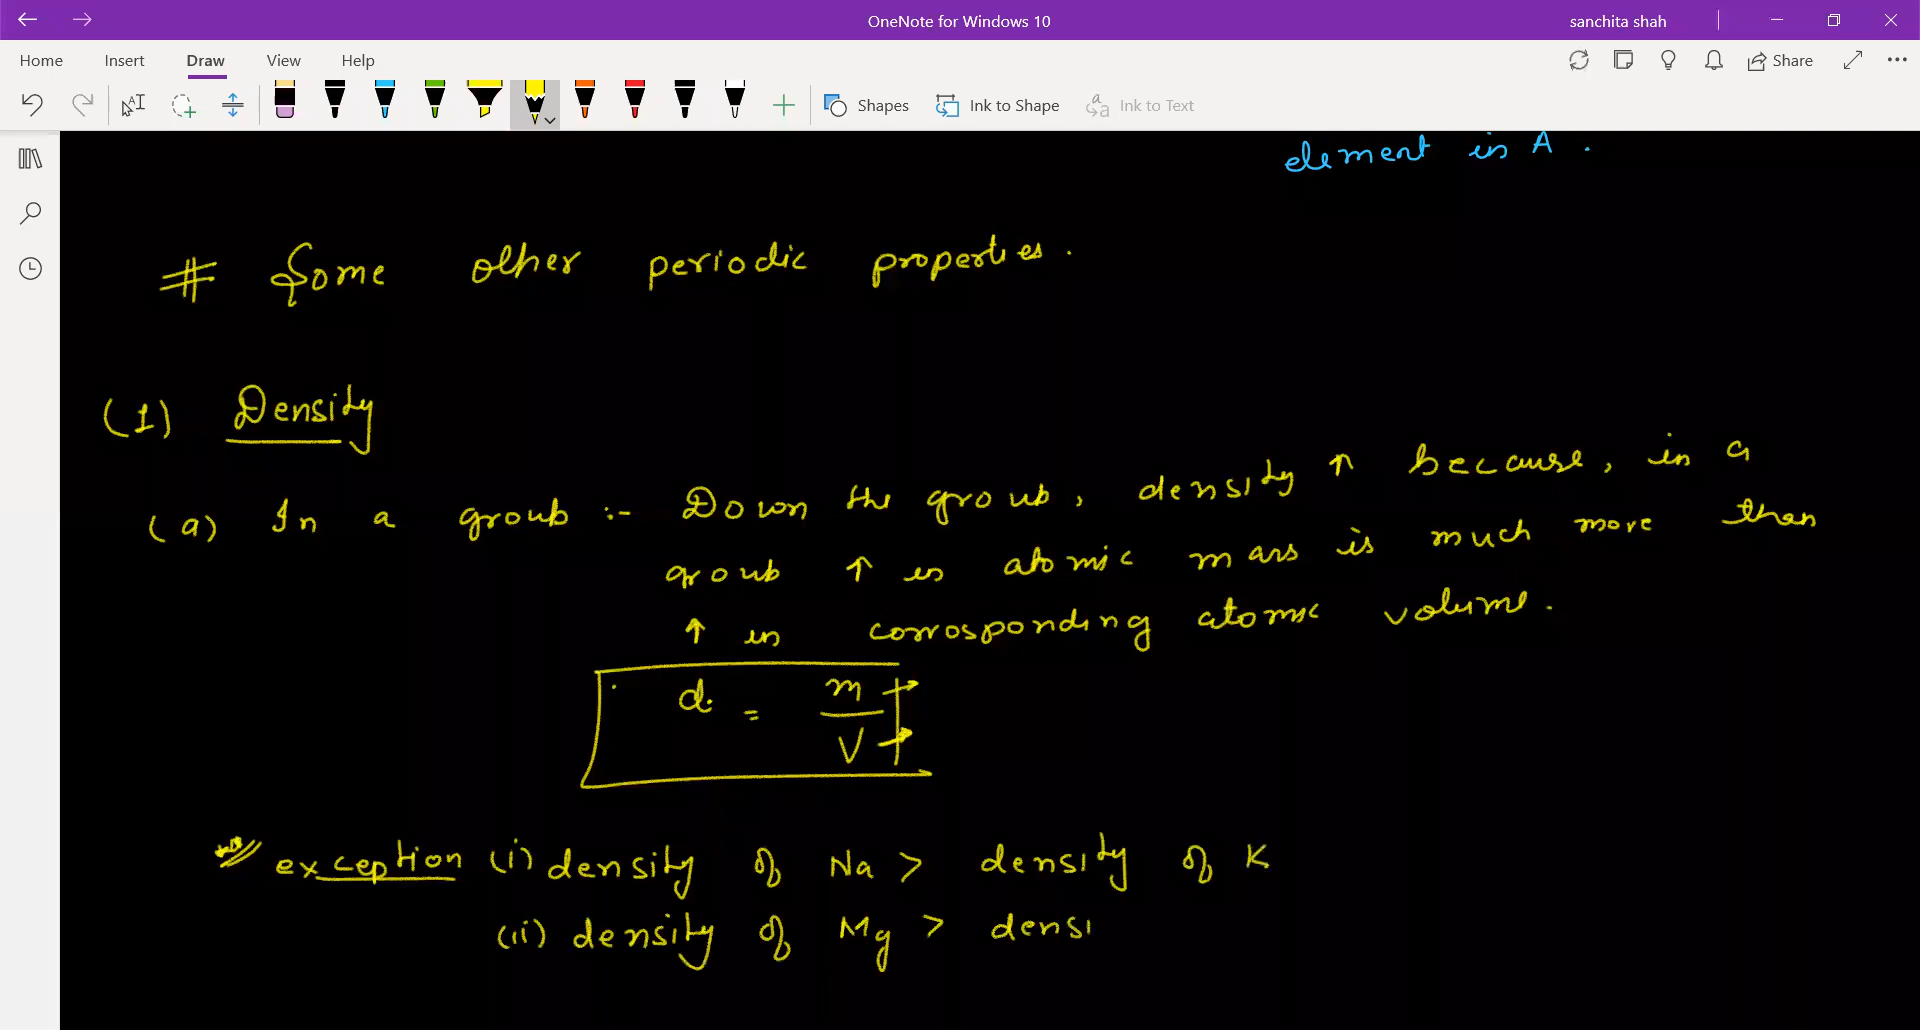 OneNote for Windows 10
sanchita shah
Home Insert Draw View Help
Share
Shapes Ink to Shape Ink to Text
element in A.
# Some other periodic properties.
(1) Density
(a) In a group :- Down the group, density ↑ because, in a
group ↑ in atomic mass is much more than
↑ in corrosponding atomic volume.
d = m/V
exception (i) density of Na > density of K
(ii) density of Mg > densi